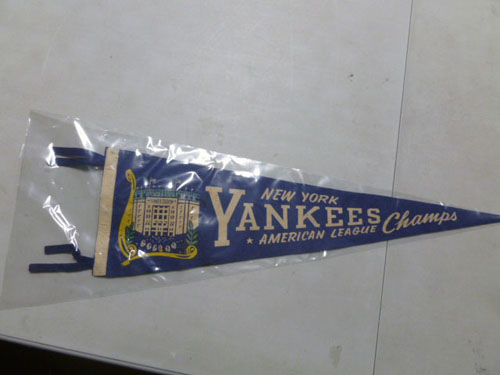 NEW YORK
YANKEES
★ AMERICAN LEAGUE Champs